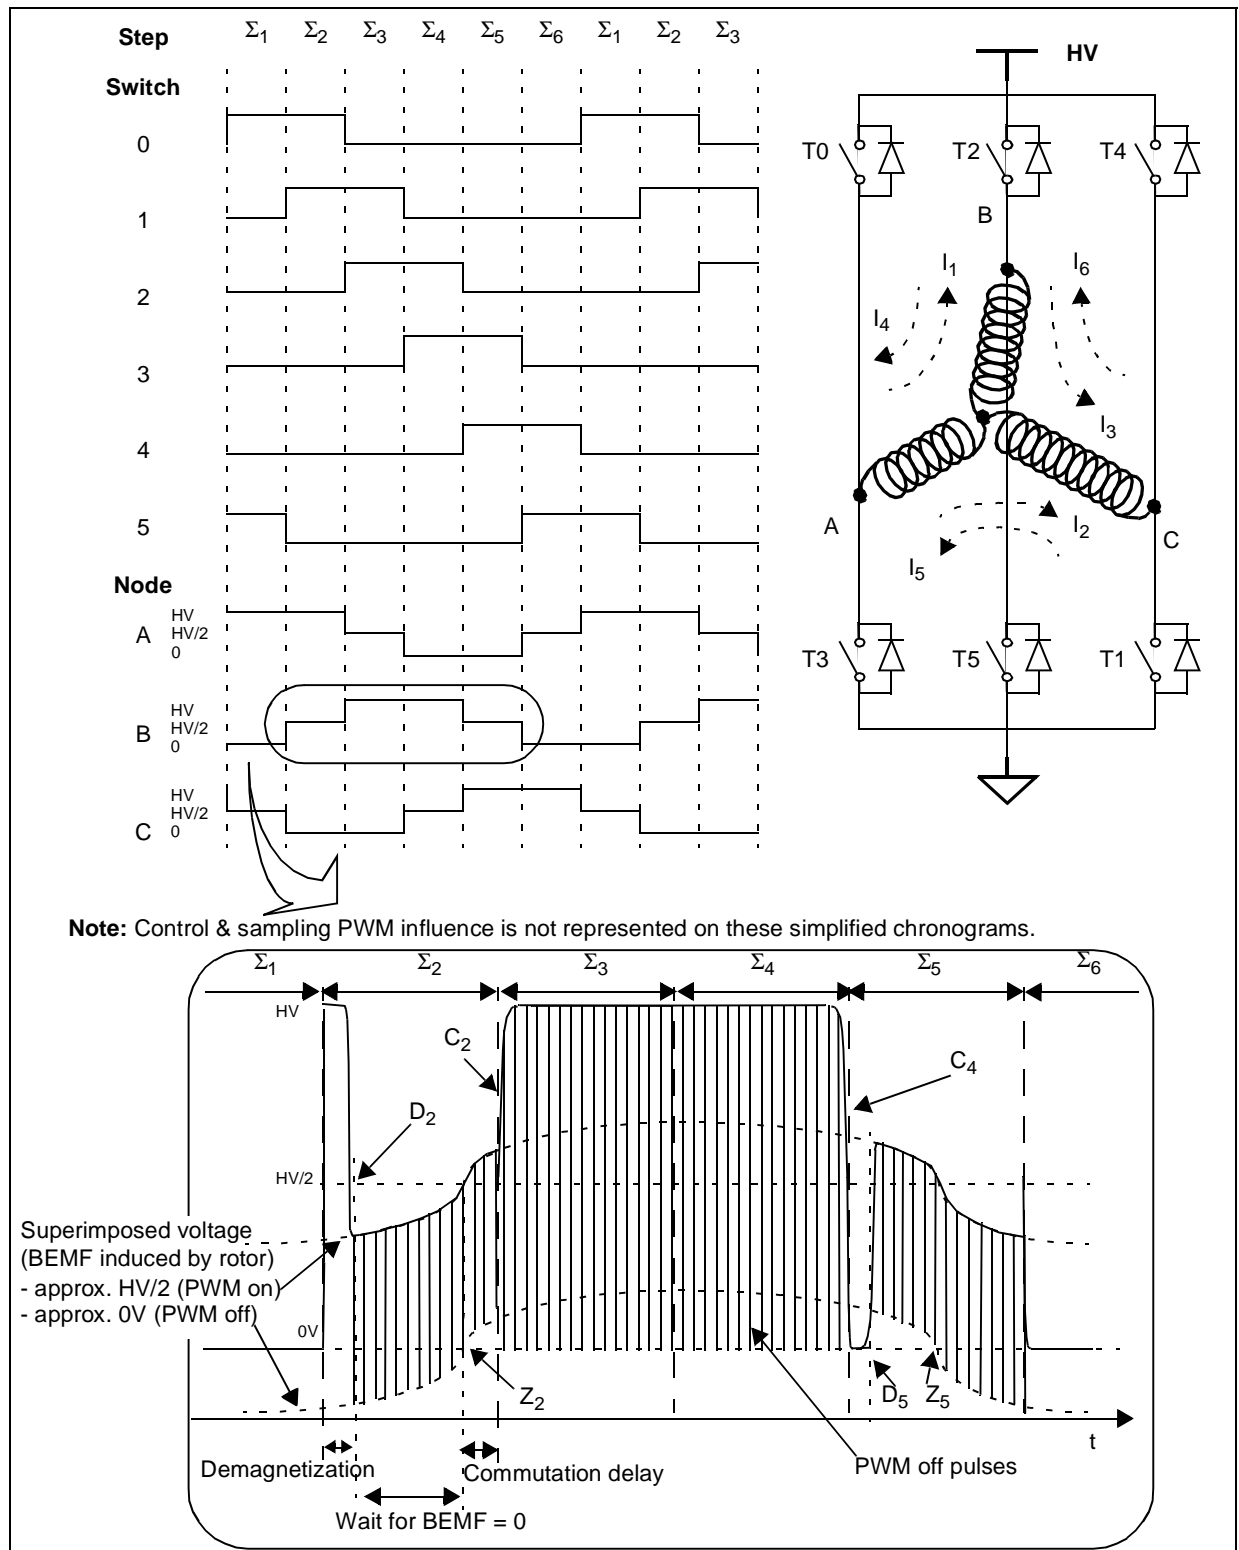 Step Σ1 Σ2 Σ3 Σ4 Σ5 Σ6 Σ1 Σ2 Σ3
Switch
0
1
2
3
4
5
Node
A HV HV/2 0
B HV HV/2 0
C HV HV/2 0
HV
T0 T2 T4
B
I1 I6
I4
I3
A I2 C
I5
T3 T5 T1
Note: Control & sampling PWM influence is not represented on these simplified chronograms.
Σ1 Σ2 Σ3 Σ4 Σ5 Σ6
HV
C2 C4
D2
HV/2
Superimposed voltage
(BEMF induced by rotor)
- approx. HV/2 (PWM on)
- approx. 0V (PWM off)
0V
Z2 D5 Z5
t
Demagnetization Commutation delay PWM off pulses
Wait for BEMF = 0